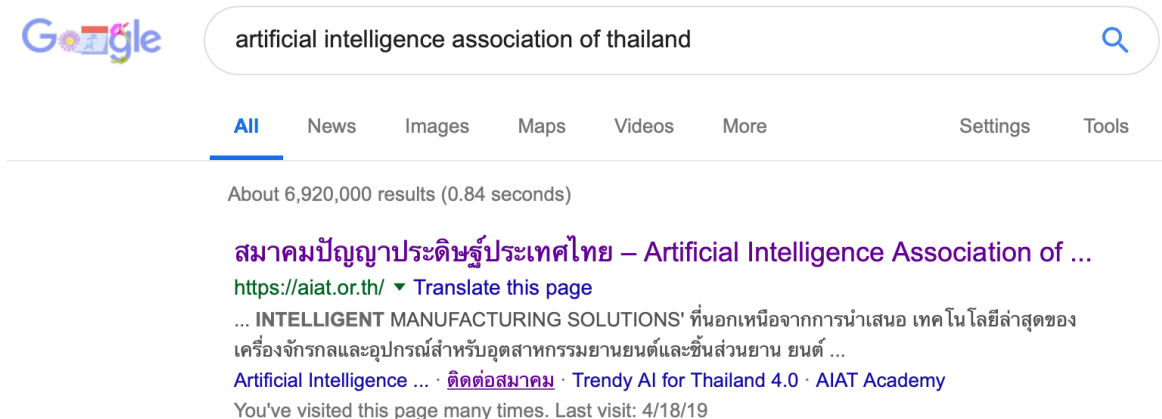 Google
artificial intelligence association of thailand
All News Images Maps Videos More Settings Tools
About 6,920,000 results (0.84 seconds)
สมาคมปัญญาประดิษฐ์ประเทศไทย – Artificial Intelligence Association of ...
https://aiat.or.th/ ▼ Translate this page
... INTELLIGENT MANUFACTURING SOLUTIONS' ที่นอกเหนือจากการนำเสนอ เทคโนโลยีล่าสุดของ
เครื่องจักรกลและอุปกรณ์สำหรับอุตสาหกรรมยานยนต์และชิ้นส่วนยาน ยนต์ ...
Artificial Intelligence ... · ติดต่อสมาคม · Trendy AI for Thailand 4.0 · AIAT Academy
You've visited this page many times. Last visit: 4/18/19